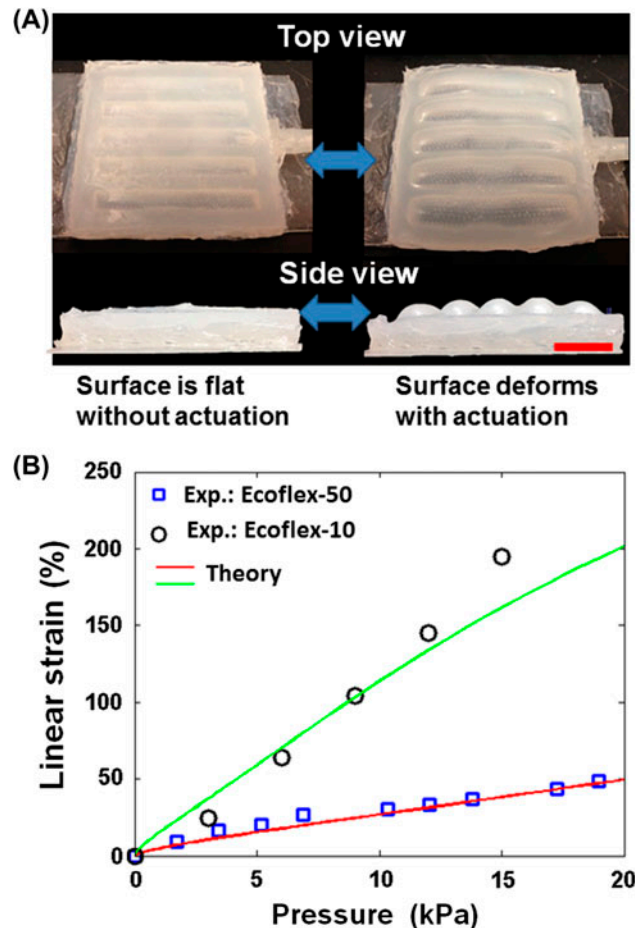 (A)
Top view
Side view
Surface is flat
without actuation
Surface deforms
with actuation
(B)
250
200
150
100
50
0
Linear strain (%)
Exp.: Ecoflex-50
Exp.: Ecoflex-10
Theory
0
5
10
15
20
Pressure (kPa)